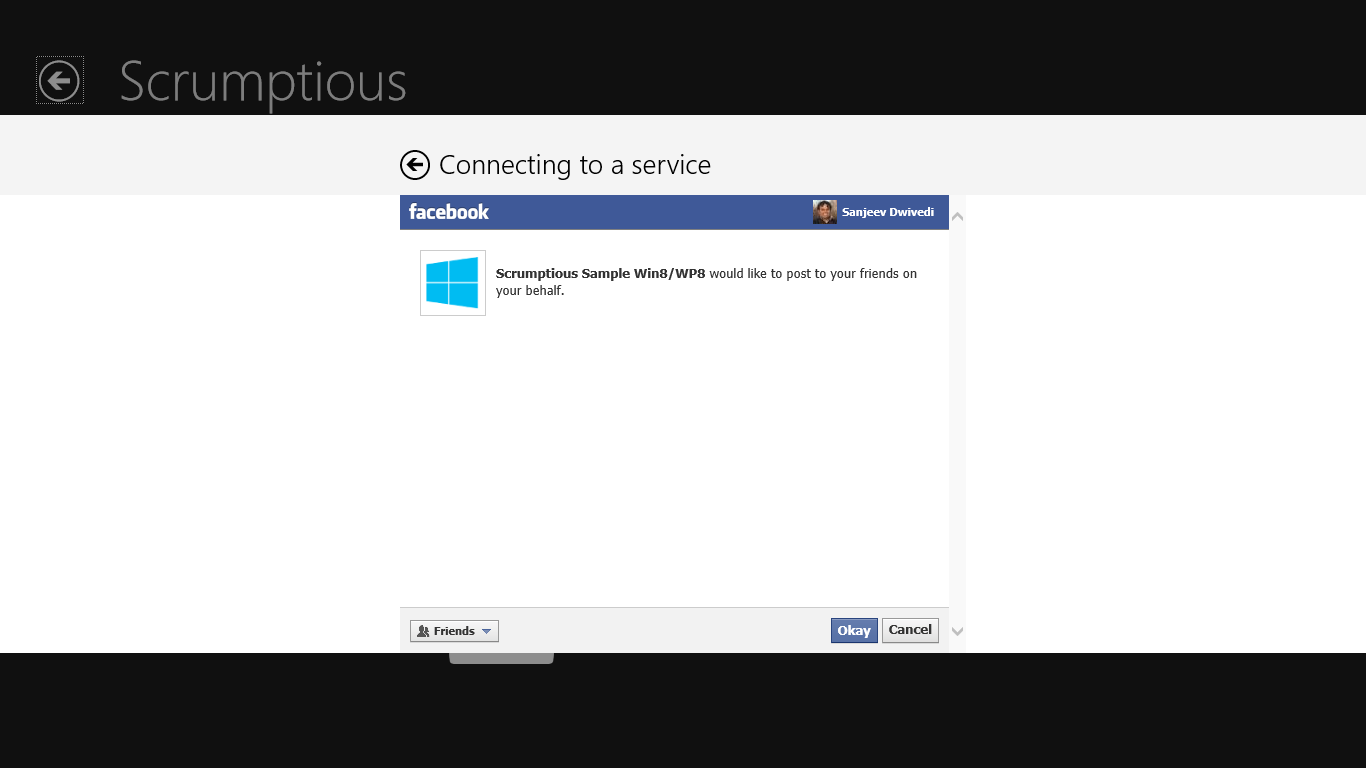 Scrumptious
Connecting to a service
facebook
Sanjeev Dwivedi
Scrumptious Sample Win8/WP8 would like to post to your friends on
your behalf.
Friends
Okay
Cancel